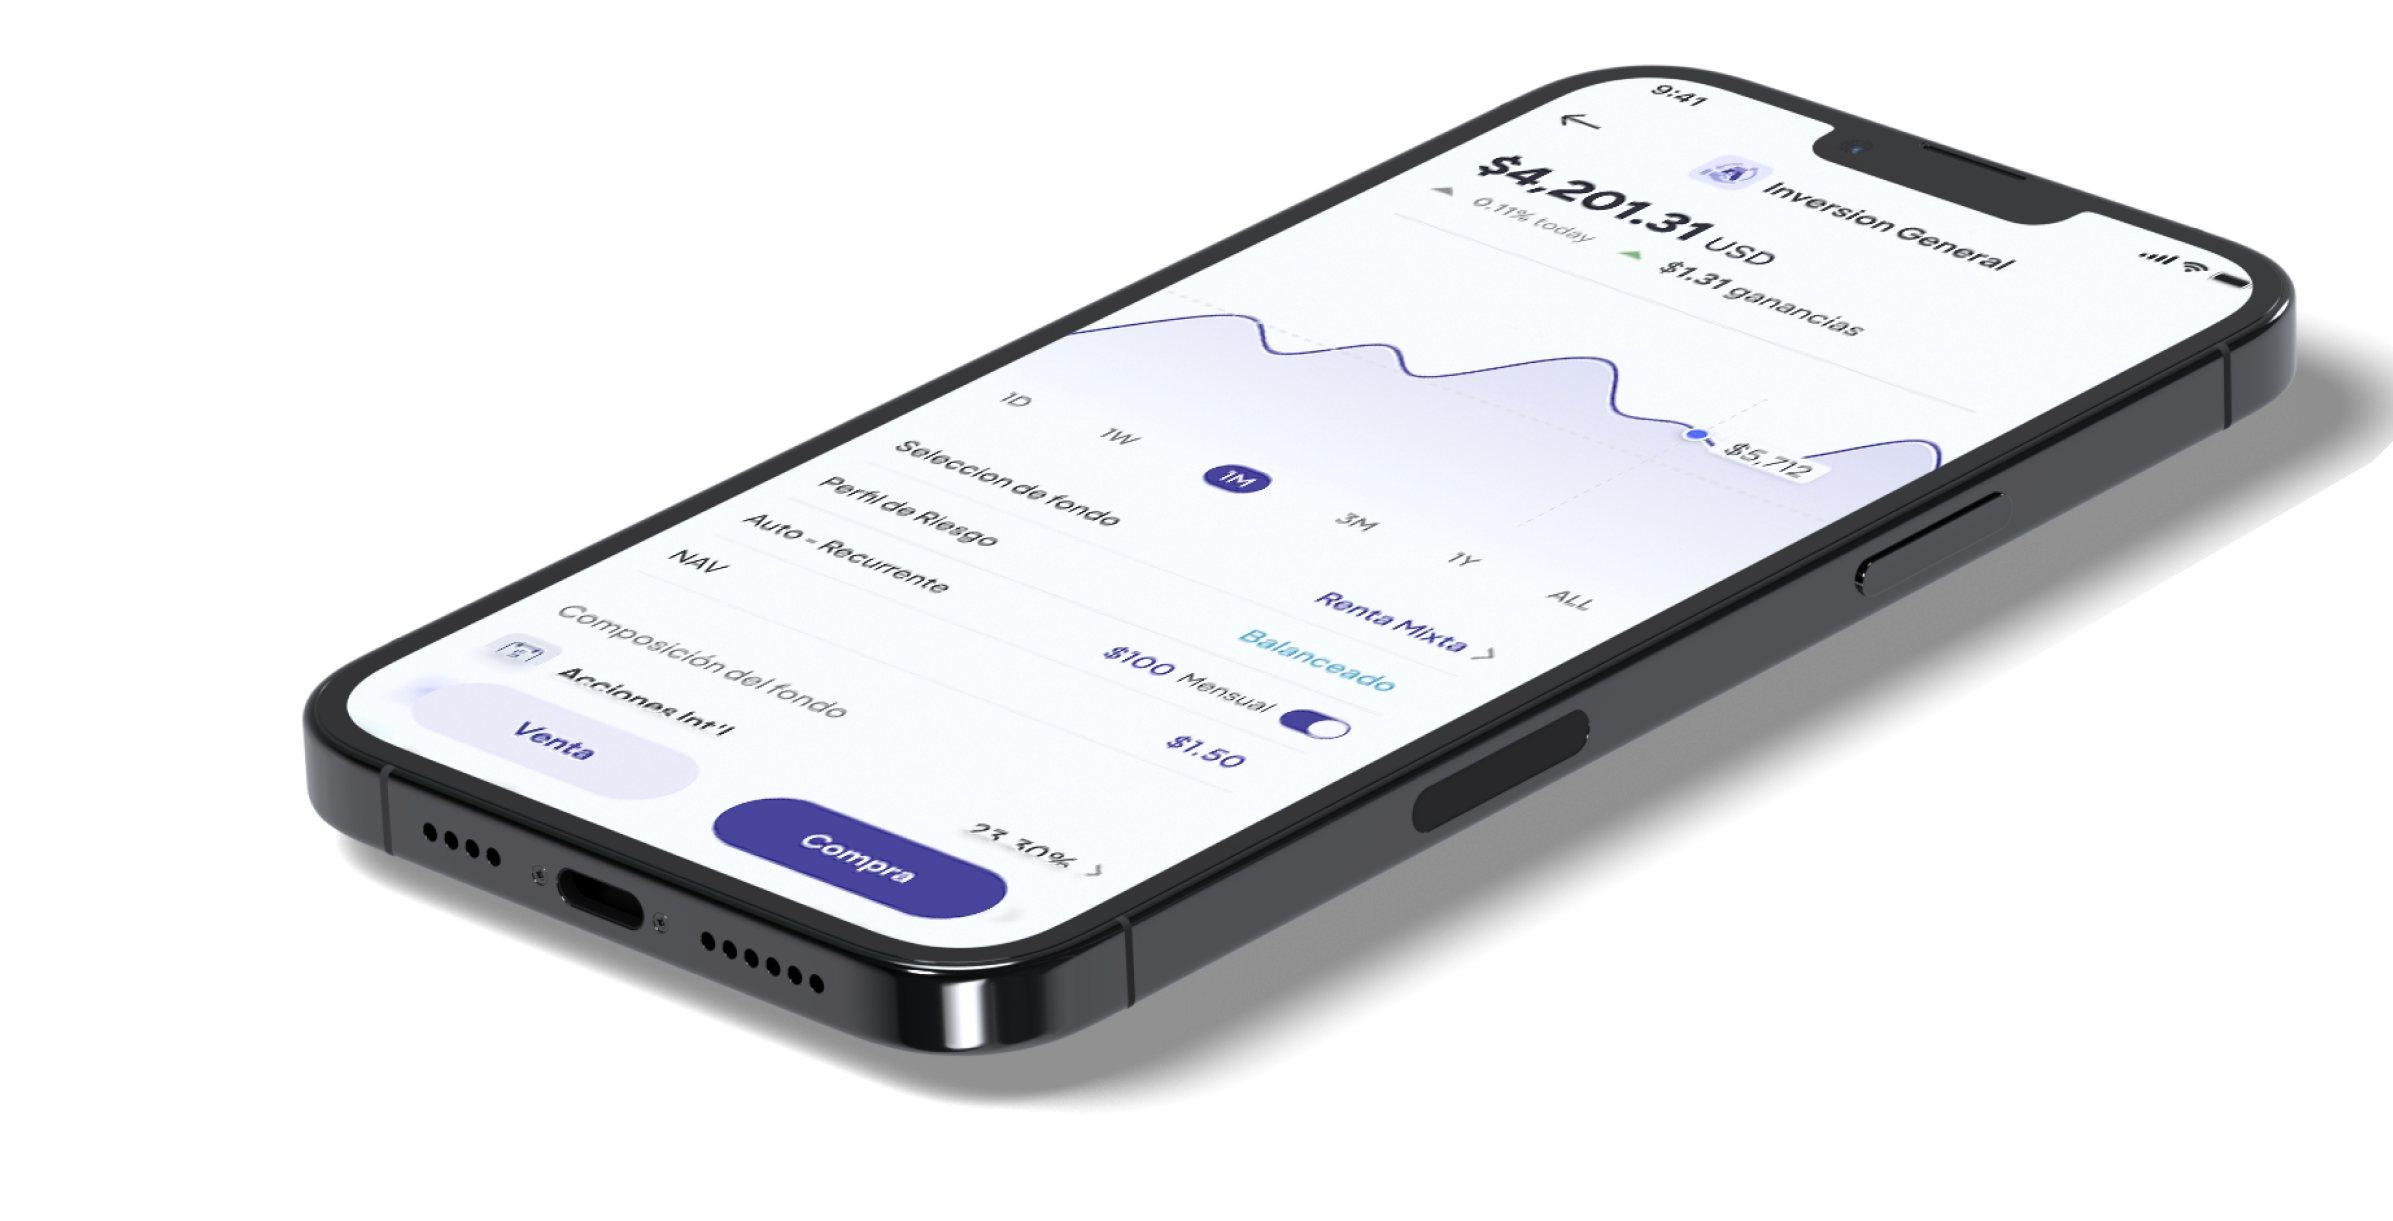 9:41
Inversion General
$4,201.31 USD
0.11% today $1.31 ganancias
$5,712
1D 1W 1M 3M 1Y ALL
Seleccion de fondo Renta Mixta
Perfil de Riesgo Balanceado
Auto - Recurrente $100 Mensual
NAV $1.50
Composición del fondo
Acciones Int'l 23.30%
Venta Compra